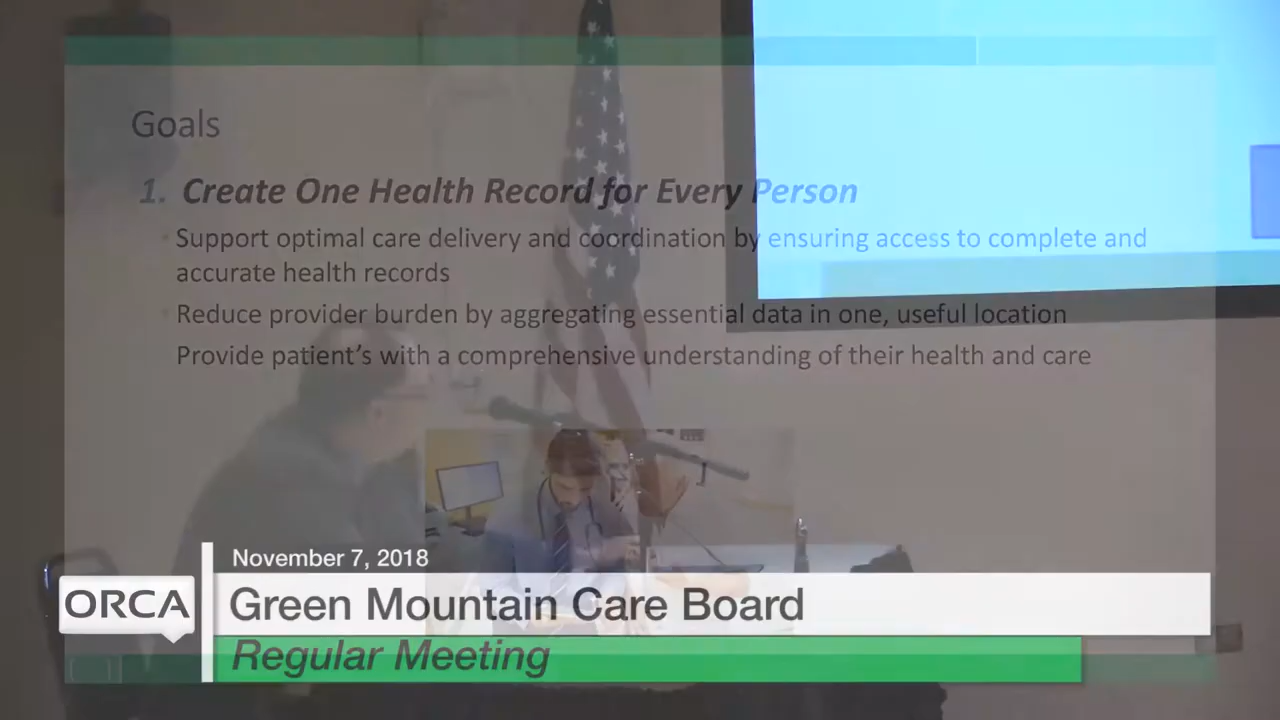 Goals
1. Create One Health Record for Every Person
Support optimal care delivery and coordination by ensuring access to complete and
accurate health records
Reduce provider burden by aggregating essential data in one, useful location
Provide patient's with a comprehensive understanding of their health and care
November 7, 2018
ORCA
Green Mountain Care Board
Regular Meeting